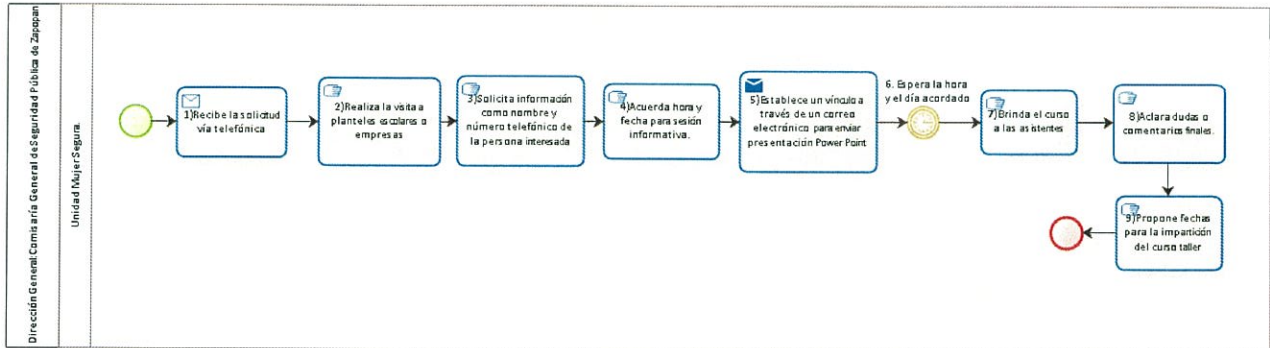 Dirección General: Comisaría General de Seguridad Pública de Zapopan
Unidad Mujer Segura.
1)Recibe la solicitud
vía telefónica
2)Realiza la visita a
planteles escolares o
empresas
3)Solicita información
como nombre y
número telefónico de
la persona interesada
4)Acuerda hora y
fecha para sesión
informativa.
5)Establece un vínculo a
través de un correo
electrónico para enviar
presentación Power Point
6. Espera la hora
y el día acordado
7)Brinda el curso
a las asistentes
8)Aclara dudas o
comentarios finales.
9)Propone fechas
para la impartición
del curso taller